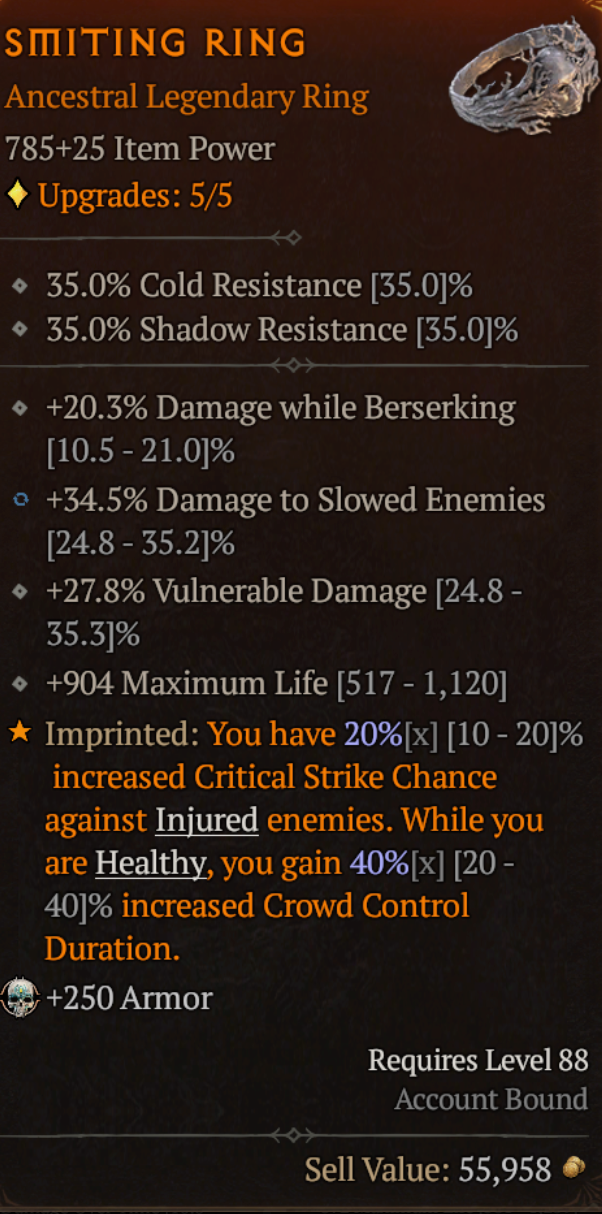 SMITING RING
Ancestral Legendary Ring
785+25 Item Power
Upgrades: 5/5
35.0% Cold Resistance [35.0]%
35.0% Shadow Resistance [35.0]%
+20.3% Damage while Berserking
[10.5 - 21.0]%
+34.5% Damage to Slowed Enemies
[24.8 - 35.2]%
+27.8% Vulnerable Damage [24.8 -
35.3]%
+904 Maximum Life [517 - 1,120]
Imprinted: You have 20%[x] [10 - 20]%
increased Critical Strike Chance
against Injured enemies. While you
are Healthy, you gain 40%[x] [20 -
40]% increased Crowd Control
Duration.
+250 Armor
Requires Level 88
Account Bound
Sell Value: 55,958